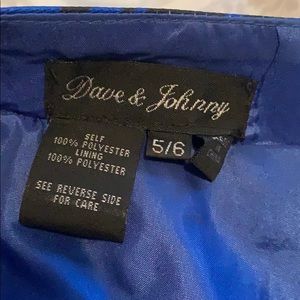 Dave & Johnny
SELF
100% POLYESTER
LINING
100% POLYESTER
SEE REVERSE SIDE
FOR CARE
5/6